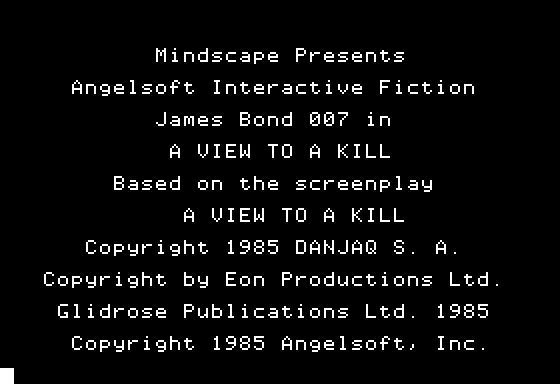 Mindscape Presents
Angelsoft Interactive Fiction
James Bond 007 in
A VIEW TO A KILL
Based on the screenplay
A VIEW TO A KILL
Copyright 1985 DANJAQ S. A.
Copyright by Eon Productions Ltd.
Glidrose Publications Ltd. 1985
Copyright 1985 Angelsoft, Inc.